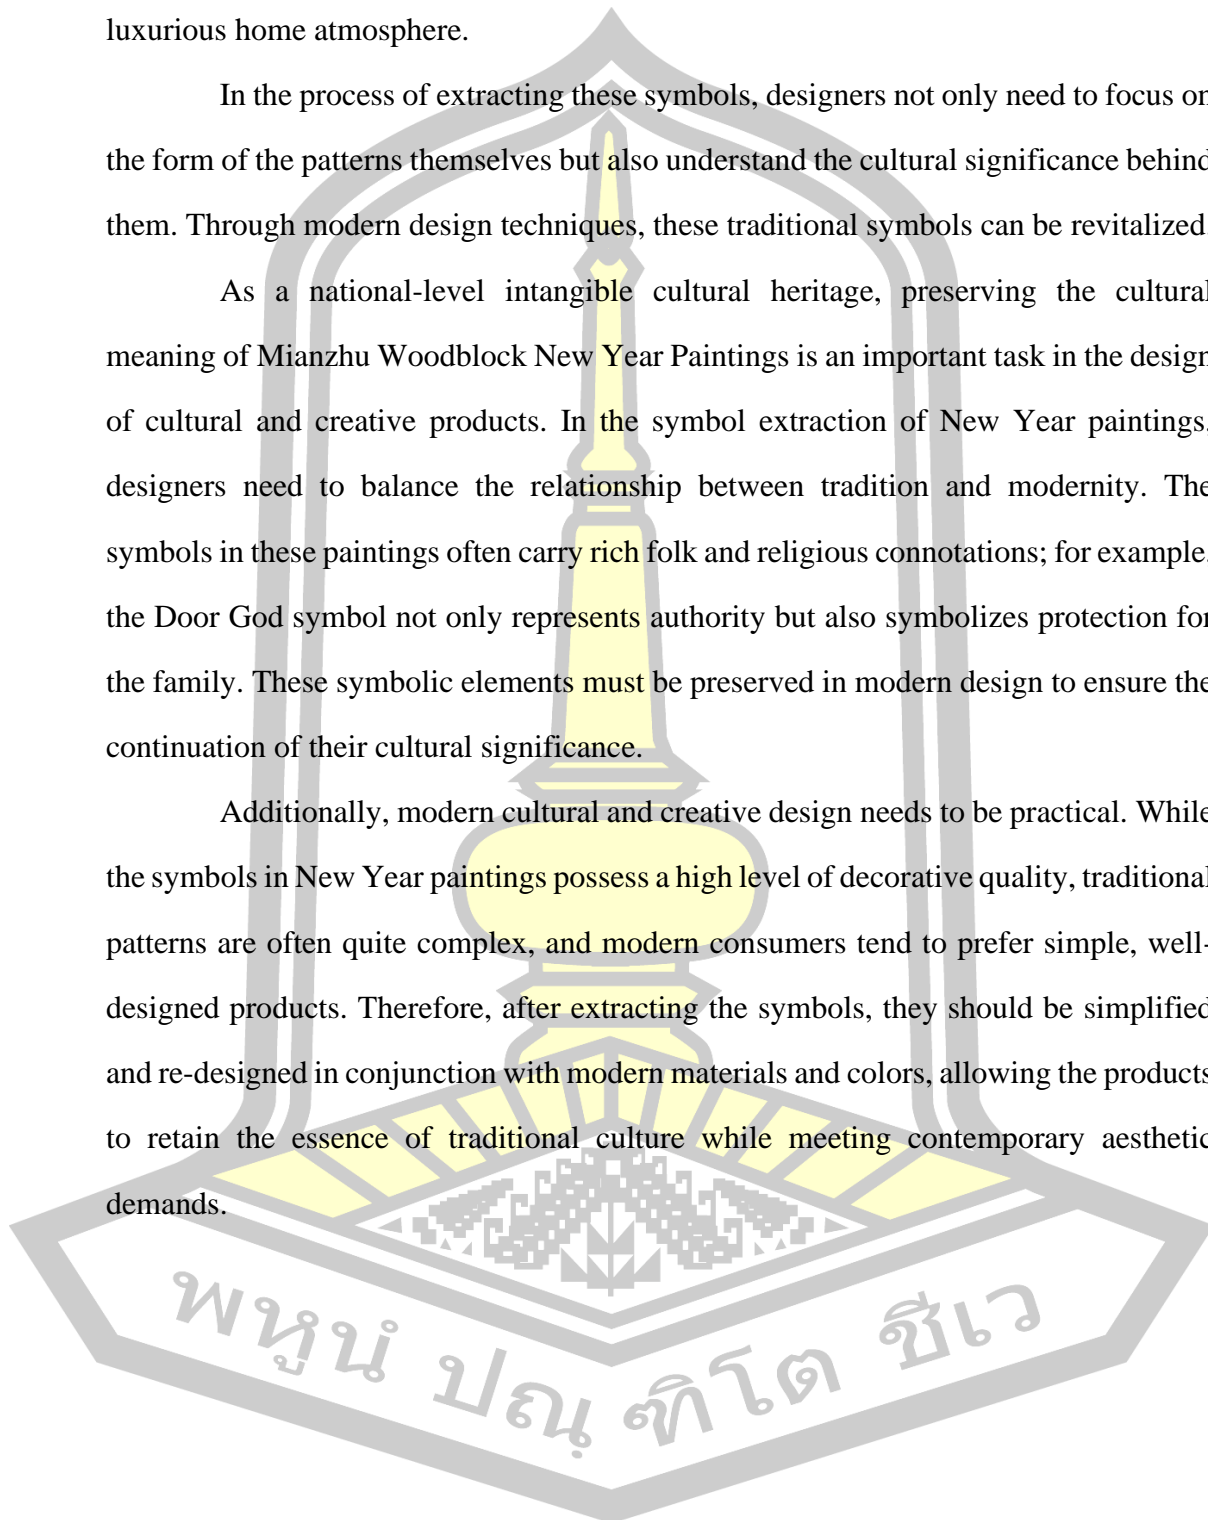 luxurious home atmosphere.
In the process of extracting these symbols, designers not only need to focus on
the form of the patterns themselves but also understand the cultural significance behind
them. Through modern design techniques, these traditional symbols can be revitalized.
As a national-level intangible cultural heritage, preserving the cultural
meaning of Mianzhu Woodblock New Year Paintings is an important task in the design
of cultural and creative products. In the symbol extraction of New Year paintings,
designers need to balance the relationship between tradition and modernity. The
symbols in these paintings often carry rich folk and religious connotations; for example,
the Door God symbol not only represents authority but also symbolizes protection for
the family. These symbolic elements must be preserved in modern design to ensure the
continuation of their cultural significance.
Additionally, modern cultural and creative design needs to be practical. While
the symbols in New Year paintings possess a high level of decorative quality, traditional
patterns are often quite complex, and modern consumers tend to prefer simple, well-
designed products. Therefore, after extracting the symbols, they should be simplified
and re-designed in conjunction with modern materials and colors, allowing the products
to retain the essence of traditional culture while meeting contemporary aesthetic
demands.
พหูนํ ปณฺ ฑิโต ชีเว